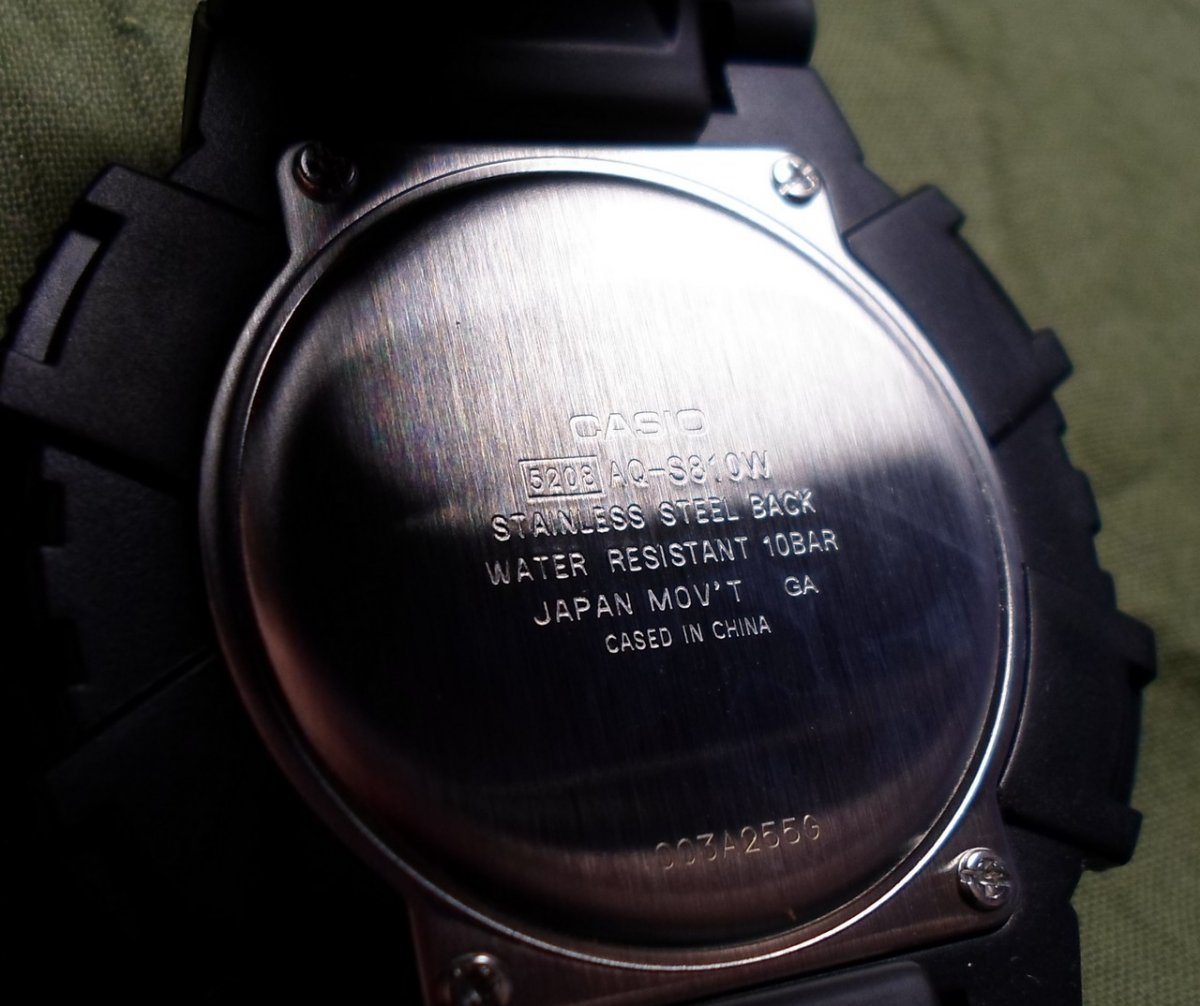 CASIO
5208 AQ-S810W
STAINLESS STEEL BACK
WATER RESISTANT 10BAR
JAPAN MOV'T GA
CASED IN CHINA
003A255G